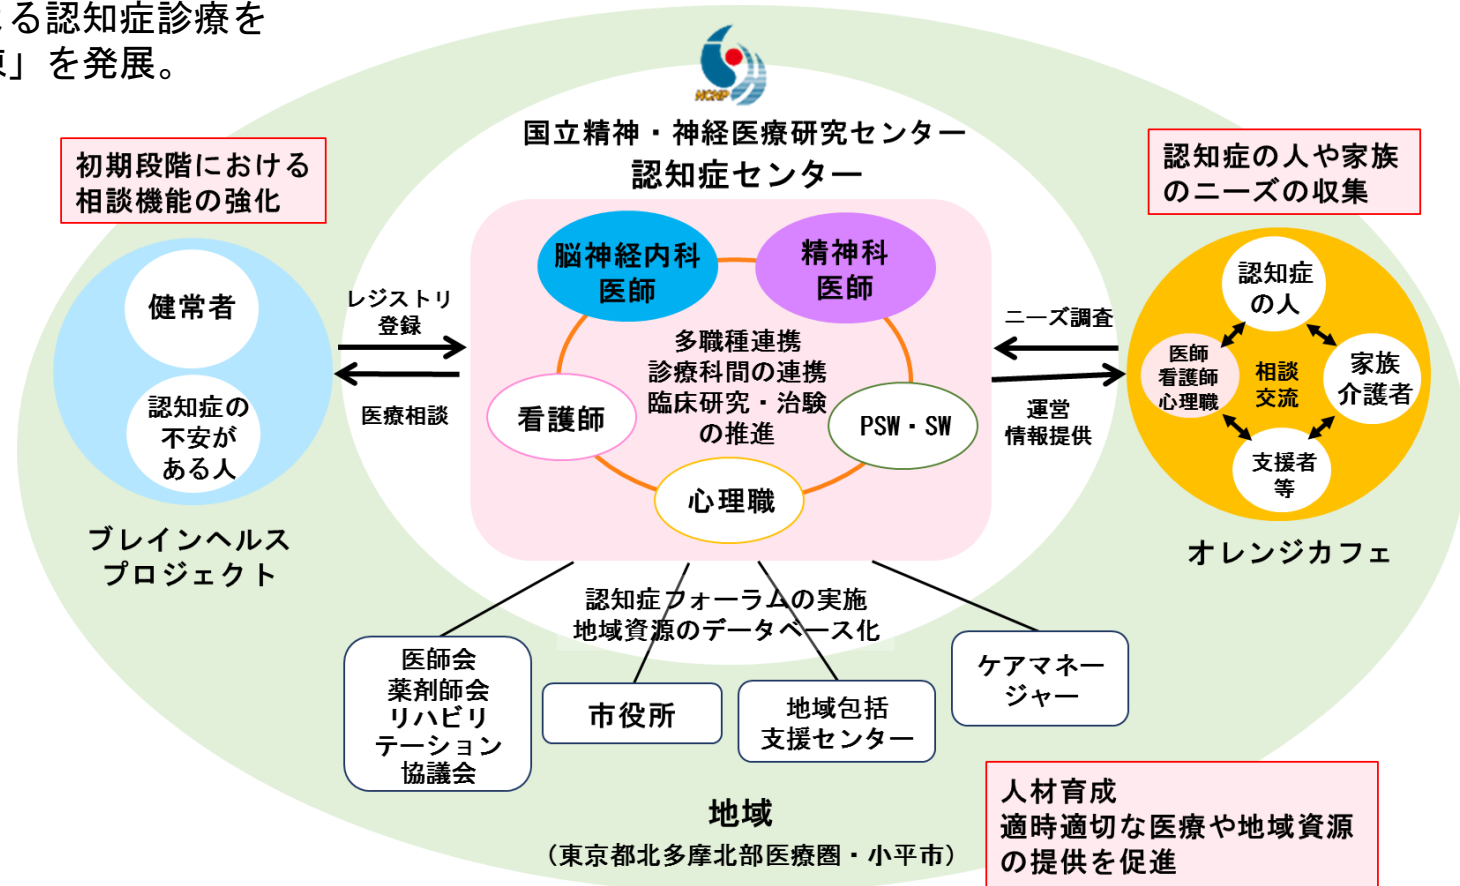 る認知症診療を
」を発展。
NCNP
国立精神・神経医療研究センター
認知症センター
初期段階における
相談機能の強化
認知症の人や家族
のニーズの収集
健常者
認知症の
不安が
ある人
ブレインヘルス
プロジェクト
レジストリ
登録
医療相談
脳神経内科
医師
精神科
医師
多職種連携
診療科間の連携
臨床研究・治験
の推進
看護師
PSW・SW
心理職
ニーズ調査
運営
情報提供
認知症
の人
医師
看護師
心理職
相談
交流
家族
介護者
支援者
等
オレンジカフェ
認知症フォーラムの実施
地域資源のデータベース化
医師会
薬剤師会
リハビリ
テーション
協議会
市役所
地域包括
支援センター
ケアマネー
ジャー
地域
（東京都北多摩北部医療圏・小平市）
人材育成
適時適切な医療や地域資源
の提供を促進